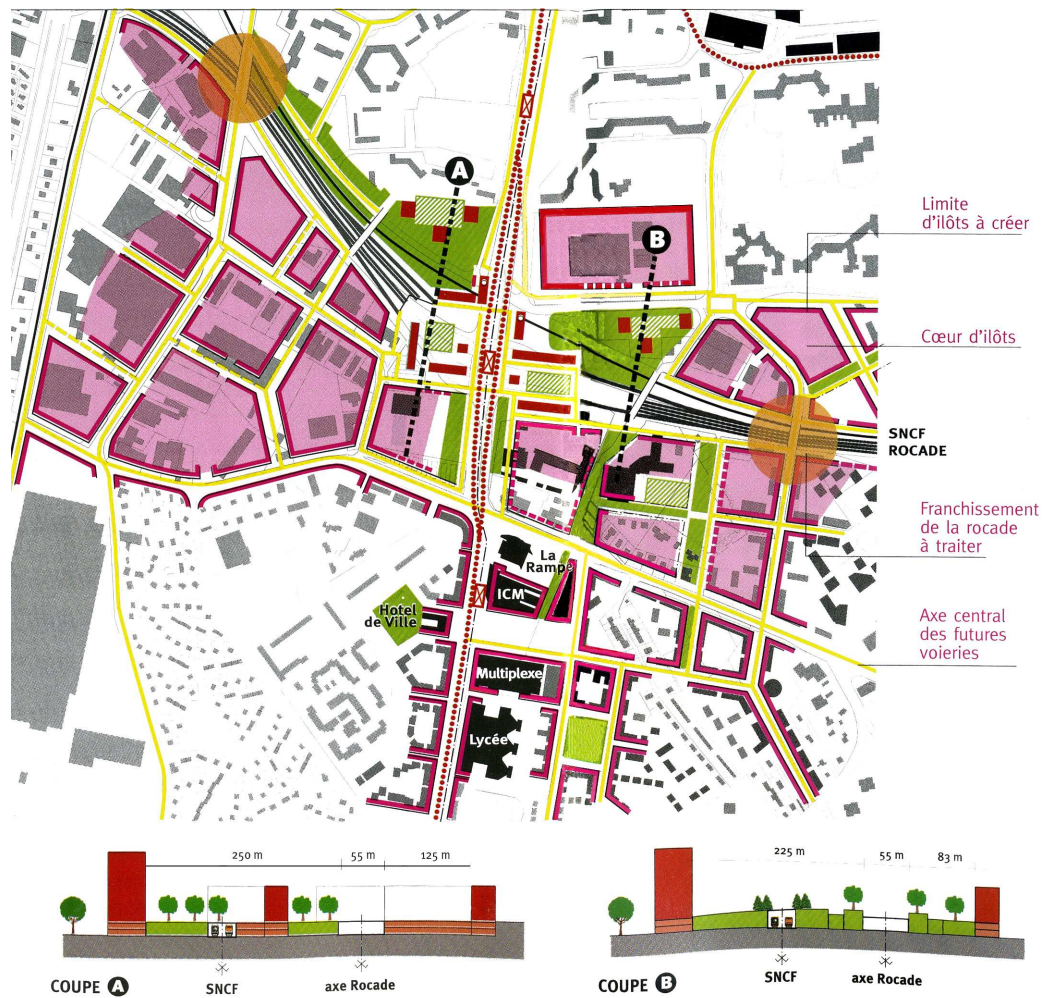 A
B
Limite
d'ilôts à créer
Cœur d'ilôts
SNCF
ROCADE
Franchissement
de la rocade
à traiter
Axe central
des futures
voieries
La
Rampe
ICM
Hotel
de Ville
Multiplexe
Lycée
250 m
55 m
125 m
COUPE A
SNCF
axe Rocade
225 m
55 m
83 m
COUPE B
SNCF
axe Rocade